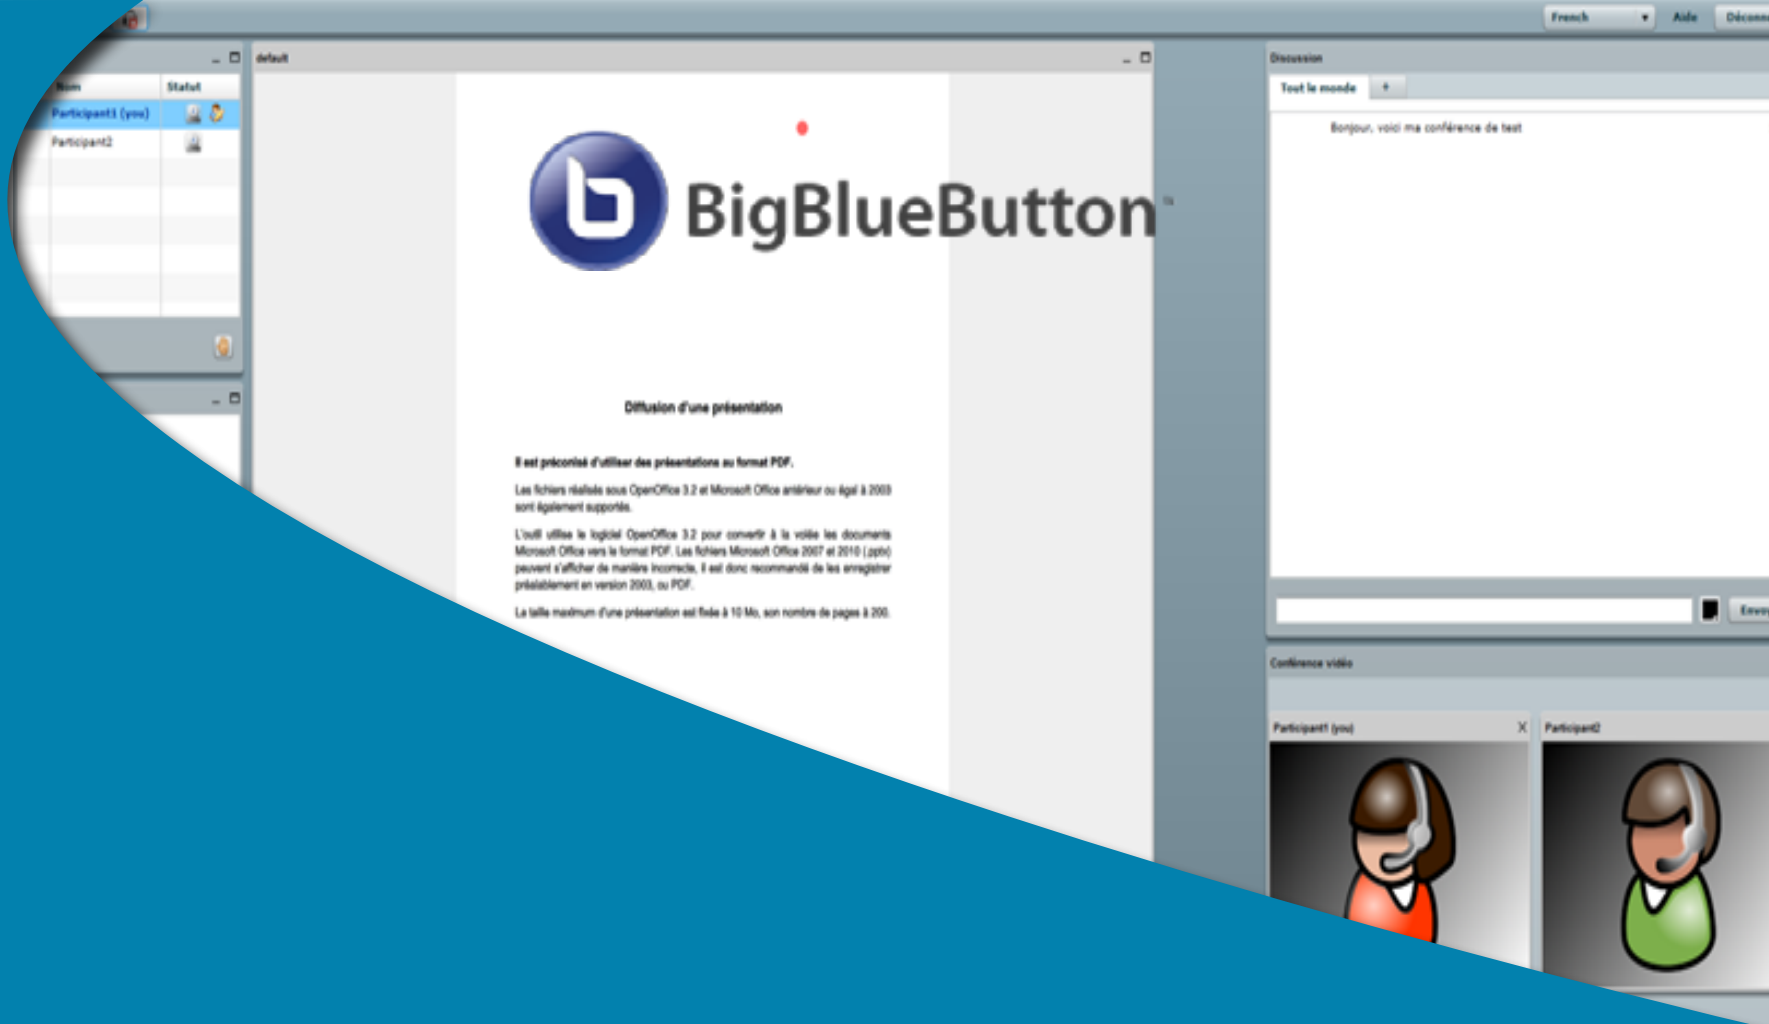 French
Aide
Déconn
Nom
Statut
Participant1 (you)
Participant2
default
BigBlueButton
Diffusion d'une présentation
Il est préconisé d'utiliser des présentations au format PDF.
Les fichiers réalisés sous OpenOffice 3.2 et Microsoft Office antérieur ou égal à 2003
sont également supportés.
L'outil utilise le logiciel OpenOffice 3.2 pour convertir à la volée les documents
Microsoft Office vers le format PDF. Les fichiers Microsoft Office 2007 et 2010 (.pptx)
peuvent s'afficher de manière incorrecte, il est donc recommandé de les enregistrer
préalablement en version 2003, ou PDF.
La taille maximum d'une présentation est fixée à 10 Mo, son nombre de pages à 200.
Discussion
Tout le monde
+
Bonjour, voici ma conférence de test
Envoy
Conférence vidéo
Participant1 (you)
X
Participant2